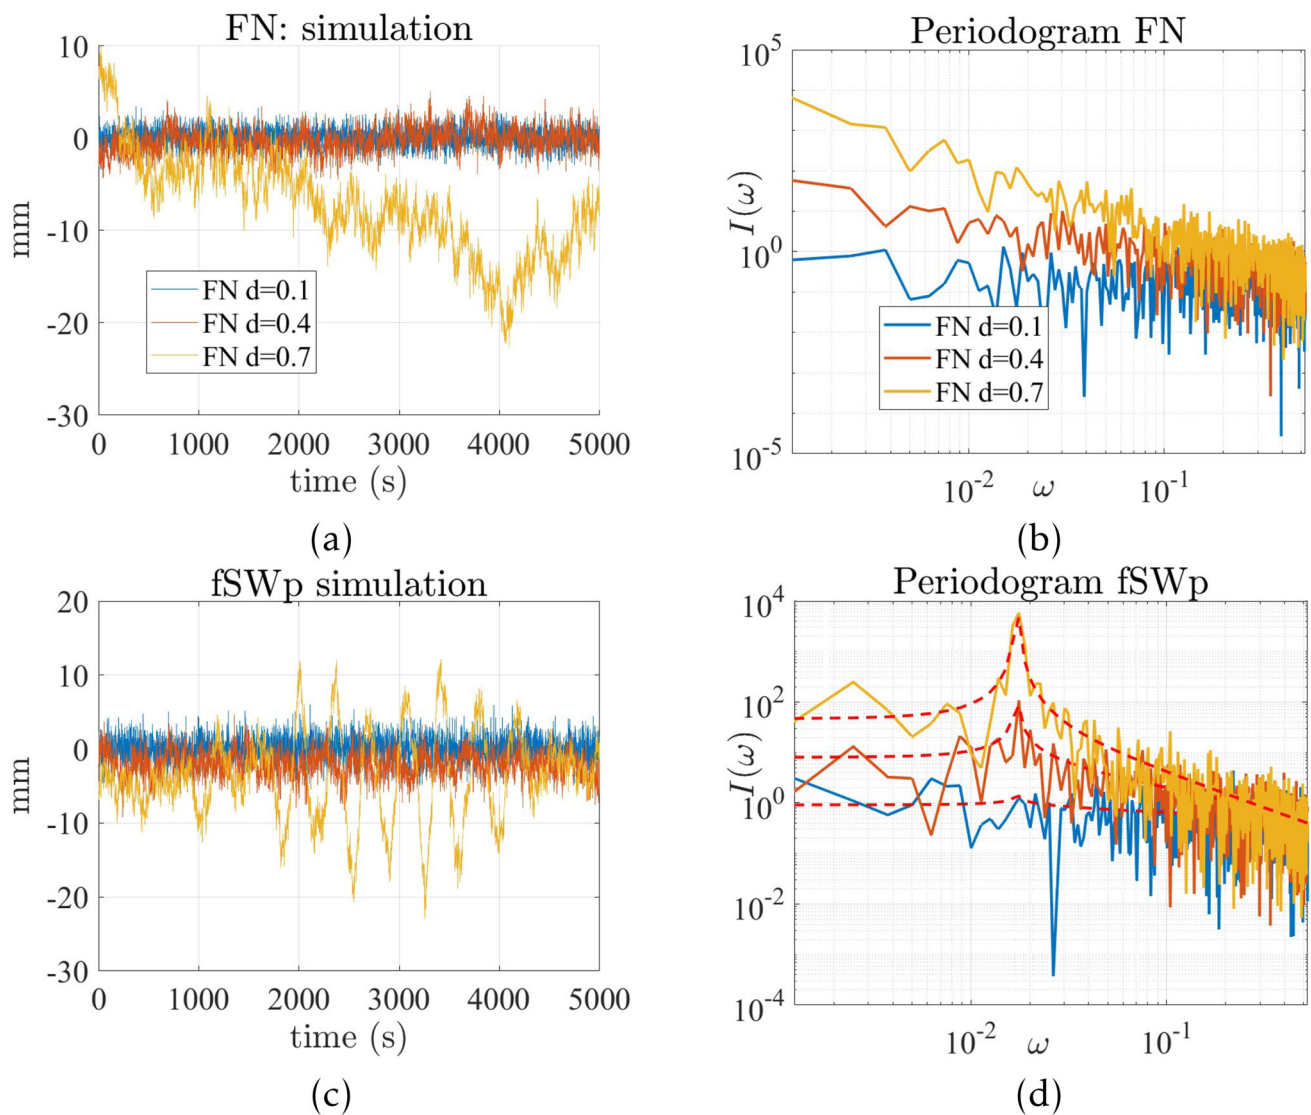 FN: simulation
10
0
-10
-20
-30
mm
FN d=0.1
FN d=0.4
FN d=0.7
0 1000 2000 3000 4000 5000
time (s)
(a)
Periodogram FN
10^5
10^0
10^-5
I(ω)
FN d=0.1
FN d=0.4
FN d=0.7
10^-2 ω 10^-1
(b)
fSWp simulation
20
10
0
-10
-20
-30
mm
0 1000 2000 3000 4000 5000
time (s)
(c)
Periodogram fSWp
10^4
10^2
10^0
10^-2
10^-4
I(ω)
10^-2 ω 10^-1
(d)